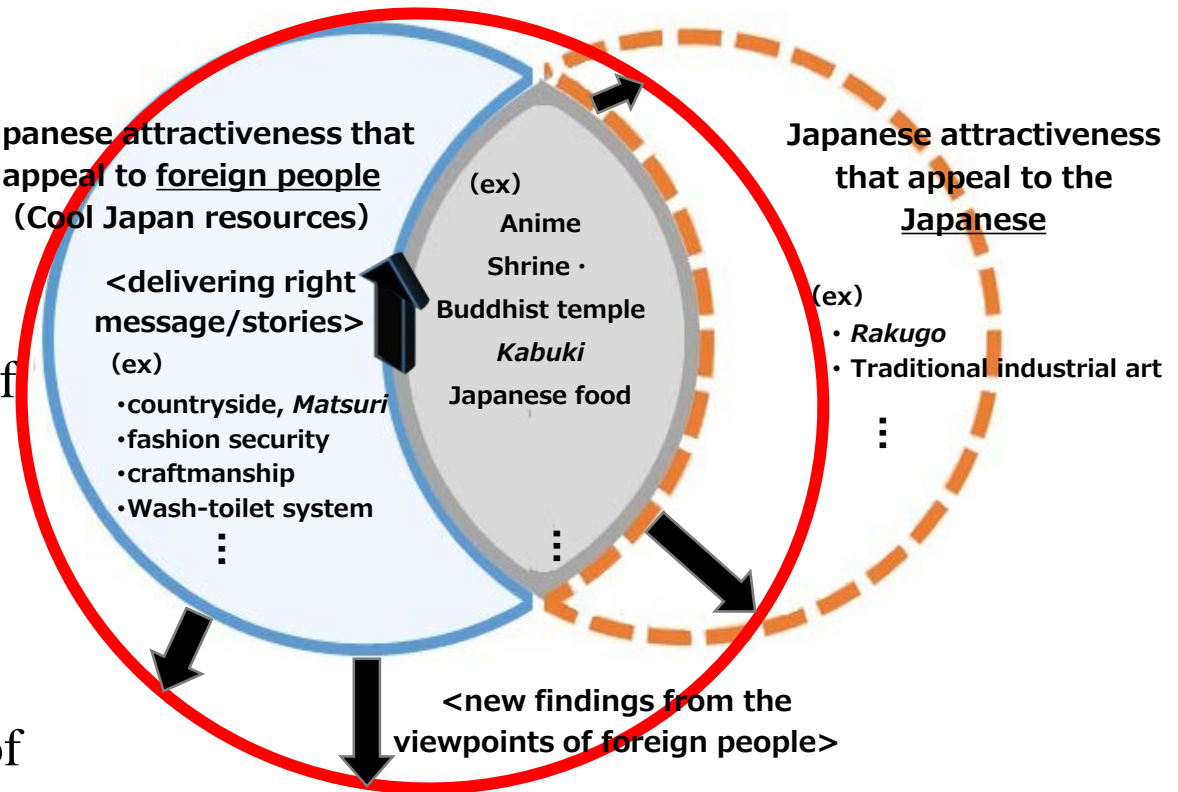 apanese attractiveness that
appeal to foreign people
（Cool Japan resources）
<delivering right
message/stories>
（ex）
・countryside, Matsuri
・fashion security
・craftmanship
・Wash-toilet system
⋮
（ex）
Anime
Shrine・
Buddhist temple
Kabuki
Japanese food
⋮
Japanese attractiveness
that appeal to the
Japanese
（ex）
・Rakugo
・Traditional industrial art
⋮
f
of
<new findings from the
viewpoints of foreign people>